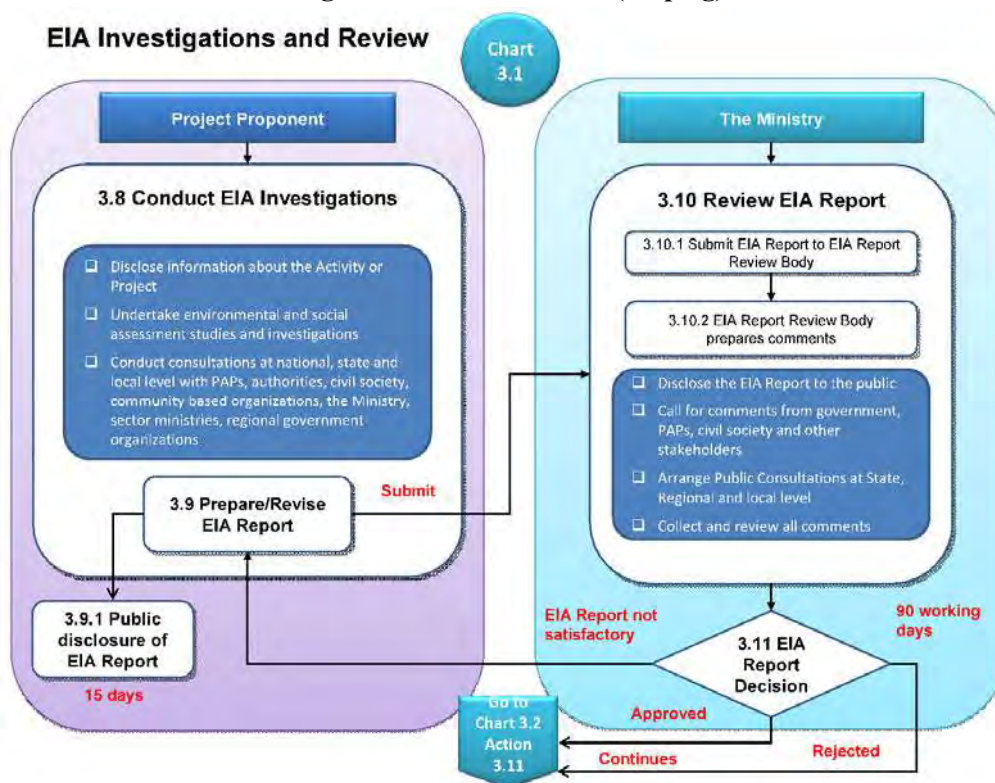 EIA Investigations and Review
Chart
3.1
Project Proponent
3.8 Conduct EIA Investigations
Disclose information about the Activity or
Project
Undertake environmental and social
assessment studies and investigations
Conduct consultations at national, state and
local level with PAPs, authorities, civil society,
community based organizations, the Ministry,
sector ministries, regional government
organizations
3.9 Prepare/Revise
EIA Report
Submit
3.9.1 Public
disclosure of
EIA Report
15 days
The Ministry
3.10 Review EIA Report
3.10.1 Submit EIA Report to EIA Report
Review Body
3.10.2 EIA Report Review Body
prepares comments
Disclose the EIA Report to the public
Call for comments from government,
PAPs, civil society and other
stakeholders
Arrange Public Consultations at State,
Regional and local level
Collect and review all comments
EIA Report not
satisfactory
90 working
days
3.11 EIA
Report
Decision
Approved
Continues
Rejected
Go to
Chart 3.2
Action
3.11